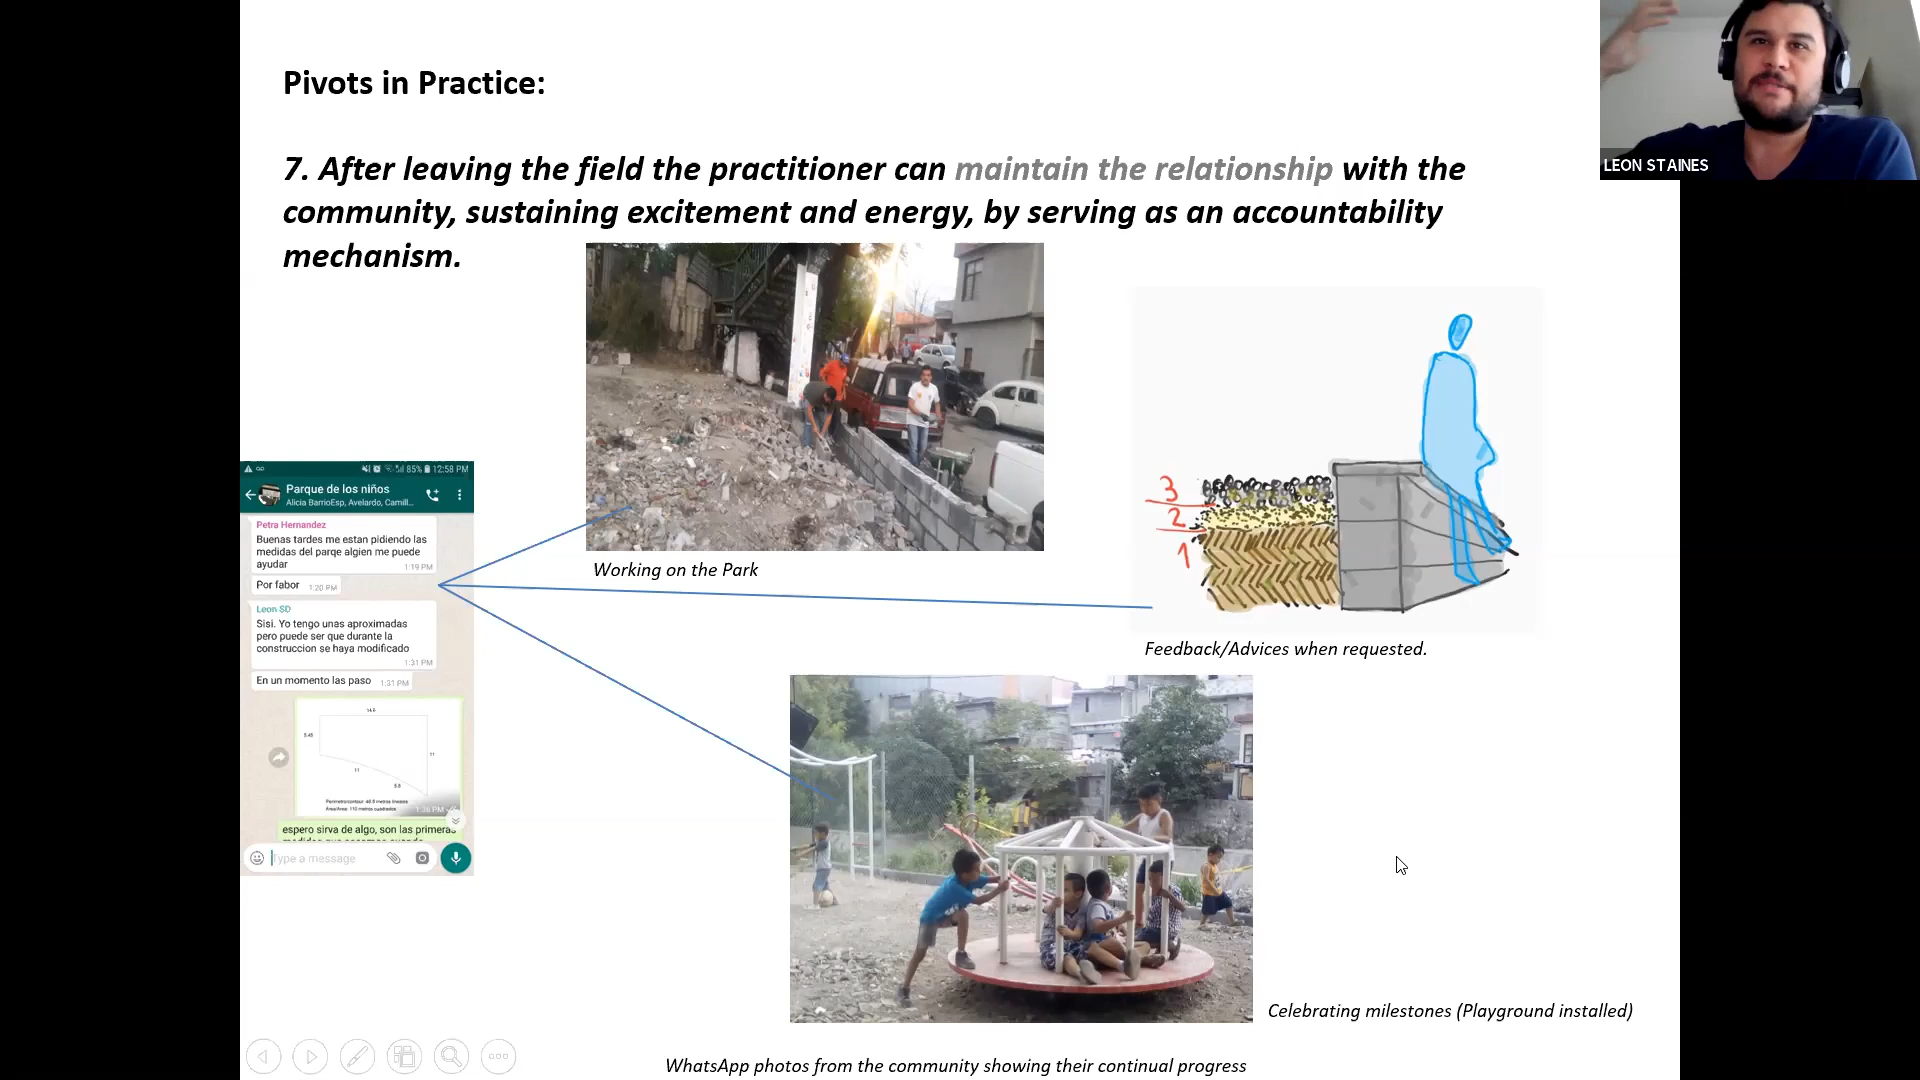 Pivots in Practice:
7. After leaving the field the practitioner can maintain the relationship with the
community, sustaining excitement and energy, by serving as an accountability
mechanism.
LEON STAINES
Working on the Park
3
2
1
Feedback/Advices when requested.
85% 12:58 PM
Parque de los niños
Alicia BarrioEsp, Avelardo, Camill...
Petra Hernandez
Buenas tardes me estan pidiendo las
medidas del parqe algien me puede
ayudar
1:19 PM
Por fabor 1:20 PM
Leon SD
Sisi. Yo tengo unas aproximadas
pero puede ser que durante la
construccion se haya modificado
1:31 PM
En un momento las paso 1:31 PM
11
11
1:36 PM
espero sirva de algo, son las primeras
Type a message
Celebrating milestones (Playground installed)
WhatsApp photos from the community showing their continual progress